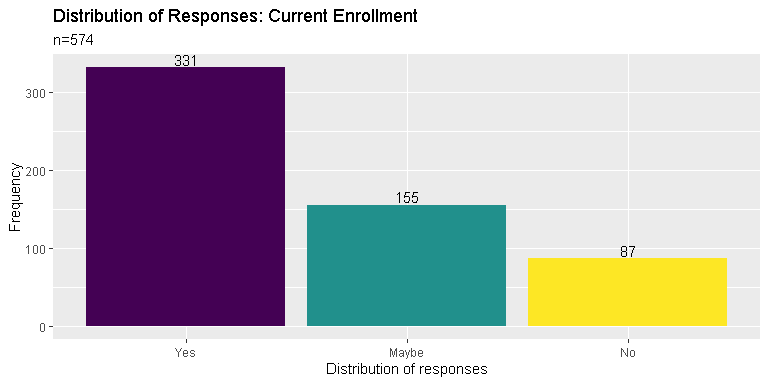 Distribution of Responses: Current Enrollment
n=574
331
155
87
300
200
100
0
Frequency
Yes Maybe No
Distribution of responses